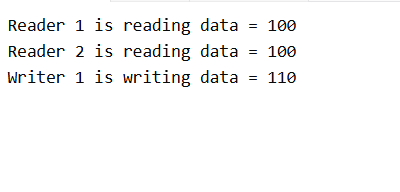 Reader 1 is reading data = 100
Reader 2 is reading data = 100
Writer 1 is writing data = 110